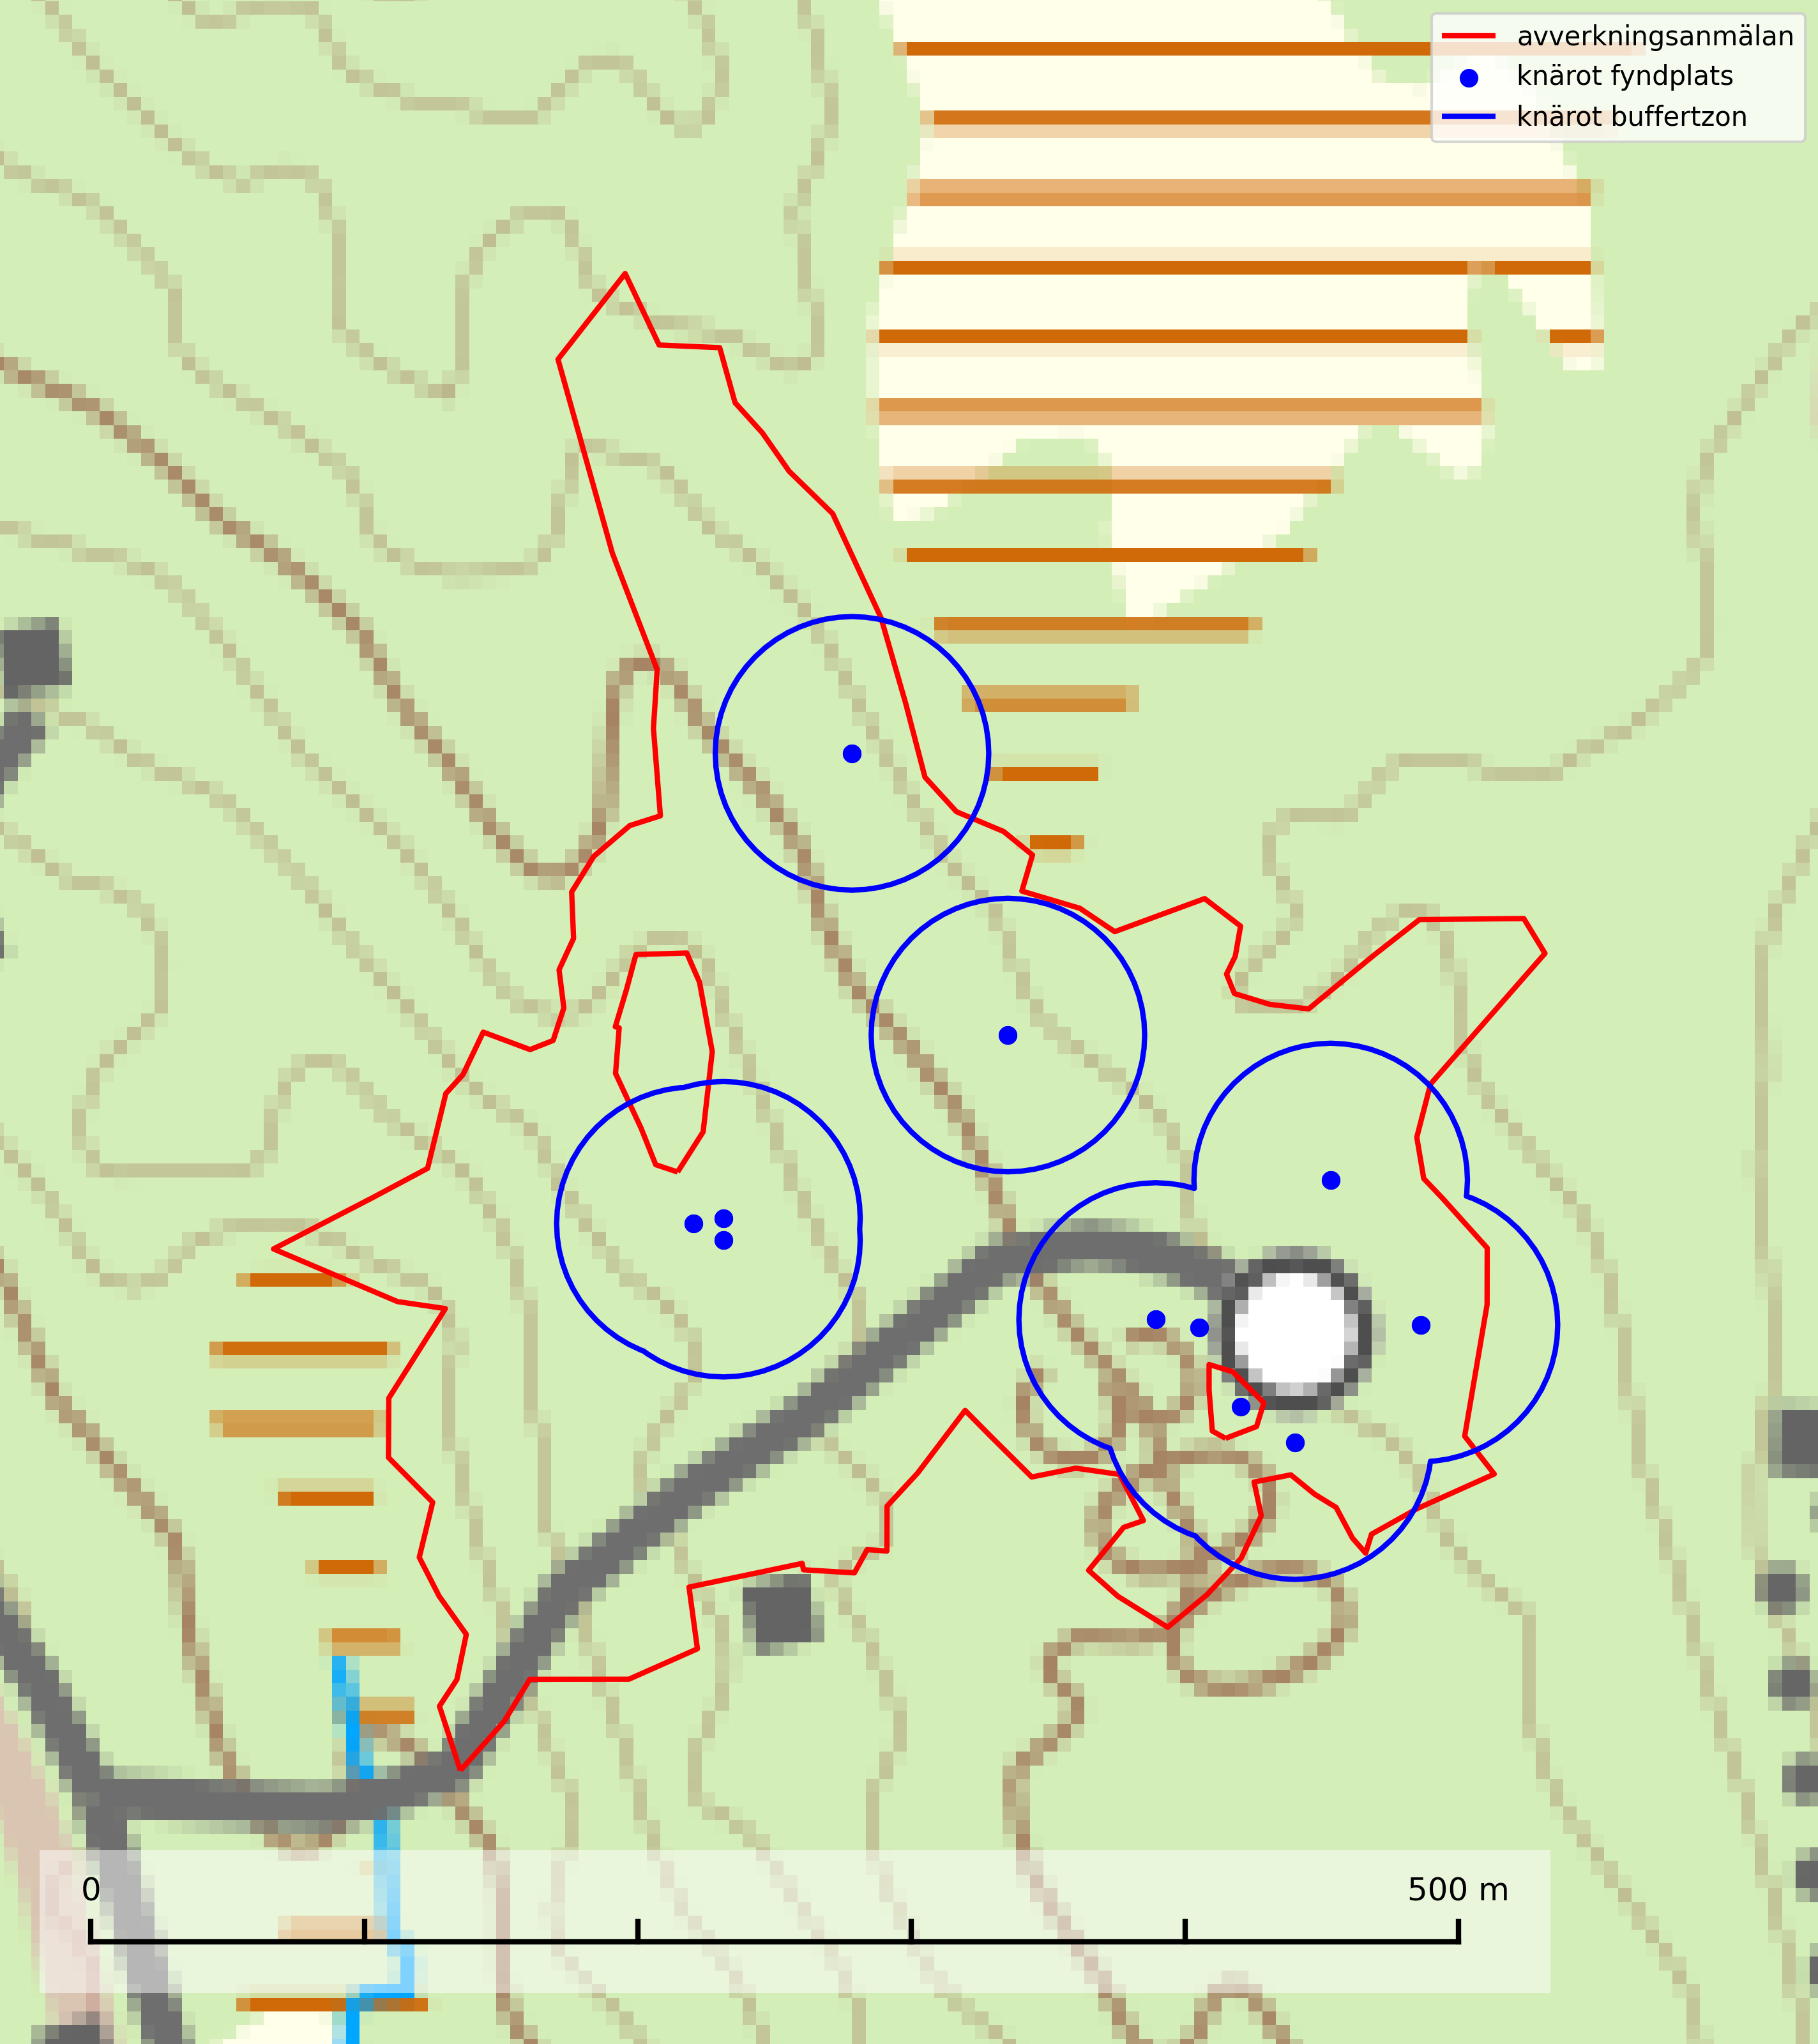 avverkningsanmälan
knärot fyndplats
knärot buffertzon
0
500 m